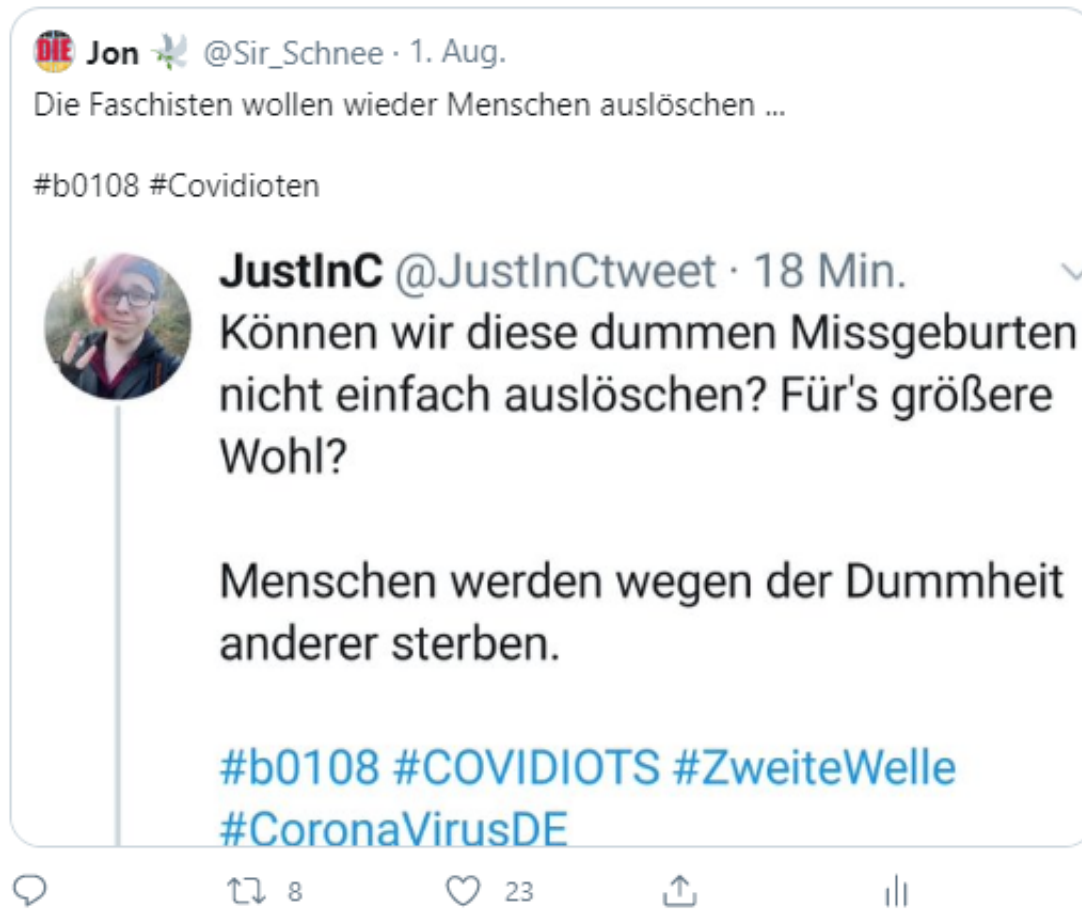 DIE Jon @Sir_Schnee · 1. Aug.
Die Faschisten wollen wieder Menschen auslöschen ...
#b0108 #Covidioten
JustInC @JustInCtweet · 18 Min.
Können wir diese dummen Missgeburten
nicht einfach auslöschen? Für's größere
Wohl?
Menschen werden wegen der Dummheit
anderer sterben.
#b0108 #COVIDIOTS #ZweiteWelle
#CoronaVirusDE
8 23